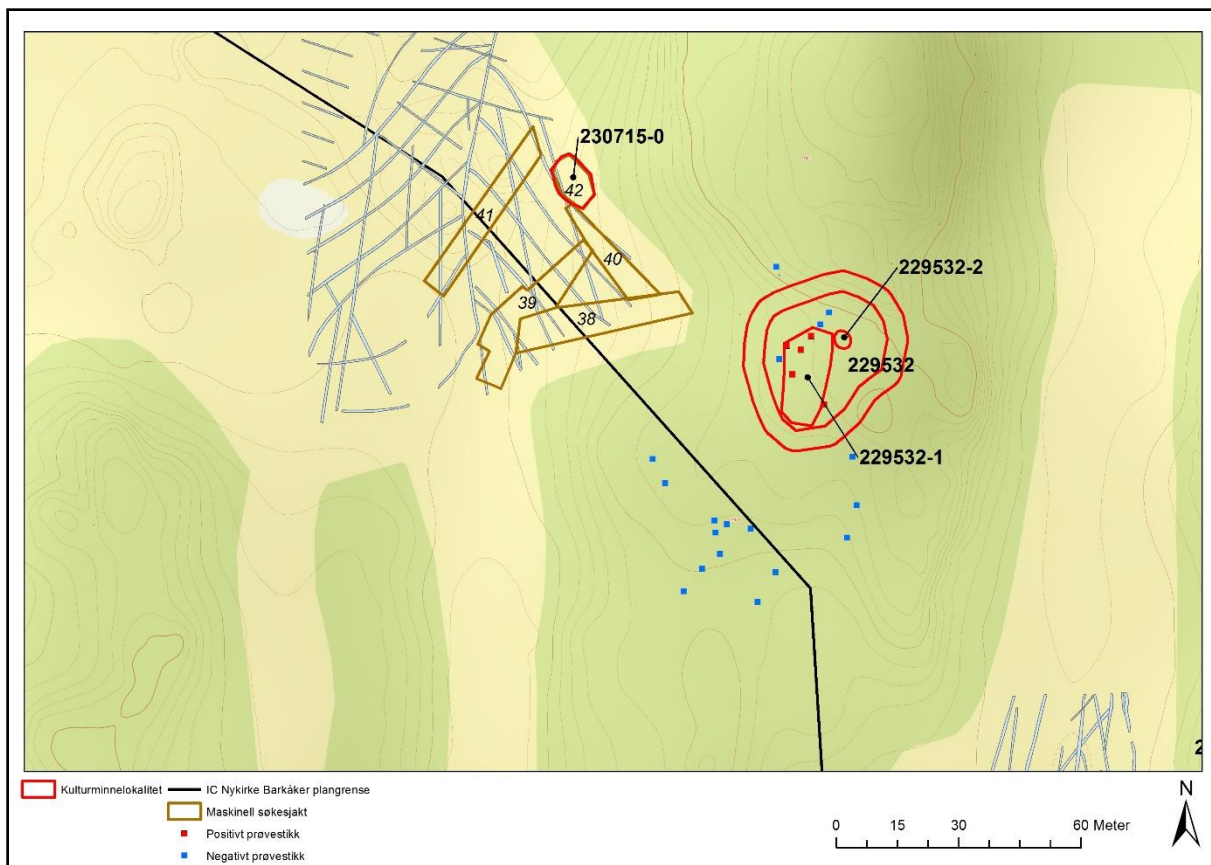 230715-0
42
41
40
39
38
229532-2
229532
229532-1
2
Kulturminnelokalitet
IC Nykirke Barkåker plangrense
Maskinell søkesjakt
Positivt prøvestikk
Negativt prøvestikk
0 15 30 60 Meter
N